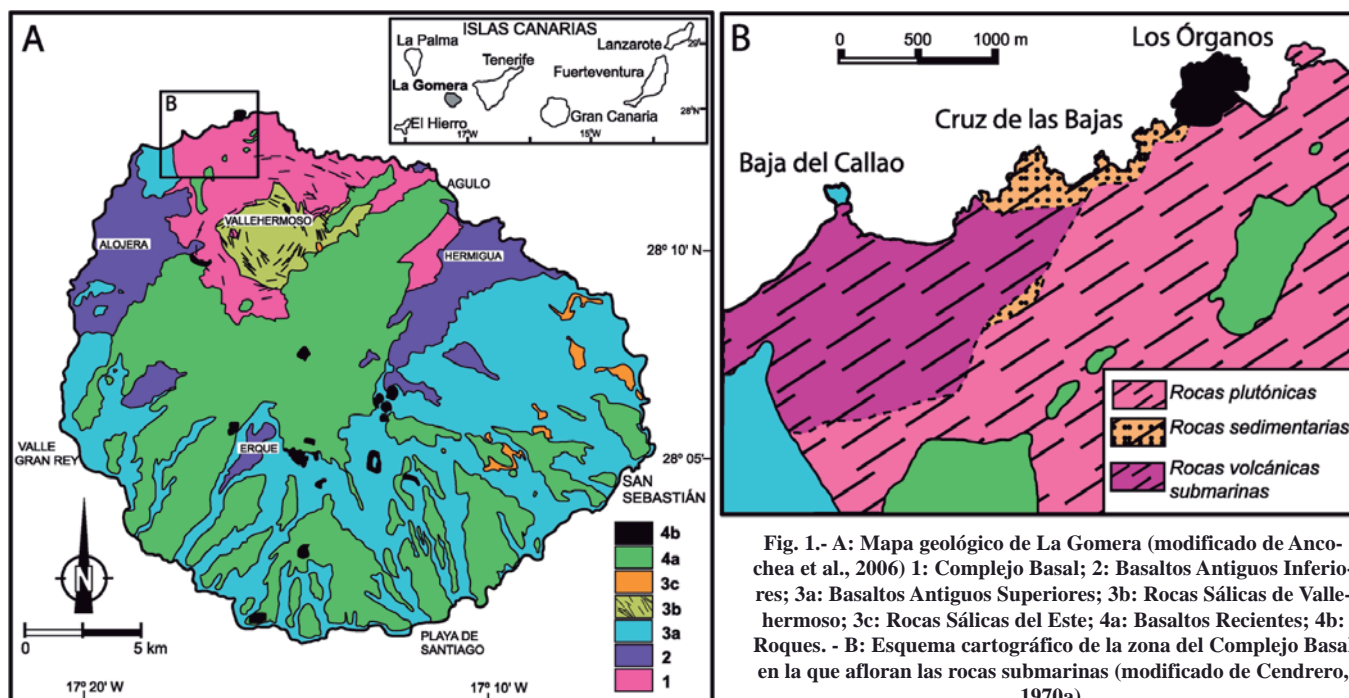 A
B
ISLAS CANARIAS
La Palma
Lanzarote
29
Tenerife
Fuerteventura
La Gomera
28°N
El Hierro
Gran Canaria
17°W
15°W
AGULO
VALLEHERMOSO
ALOJERA
HERMIGUA
28º 10' N
VALLE
GRAN REY
ERQUE
28º 05'
SAN
SEBASTIÁN
N
PLAYA DE
SANTIAGO
0 5 km
17º 20' W
17º 10' W
4b
4a
3c
3b
3a
2
1
B
0 500 1000 m
Los Órganos
Cruz de las Bajas
Baja del Callao
Rocas plutónicas
Rocas sedimentarias
Rocas volcánicas
submarinas
Fig. 1.- A: Mapa geológico de La Gomera (modificado de Anco-
chea et al., 2006) 1: Complejo Basal; 2: Basaltos Antiguos Inferio-
res; 3a: Basaltos Antiguos Superiores; 3b: Rocas Sálicas de Valle-
hermoso; 3c: Rocas Sálicas del Este; 4a: Basaltos Recientes; 4b:
Roques. - B: Esquema cartográfico de la zona del Complejo Basal
en la que afloran las rocas submarinas (modificado de Cendrero,
1970a)